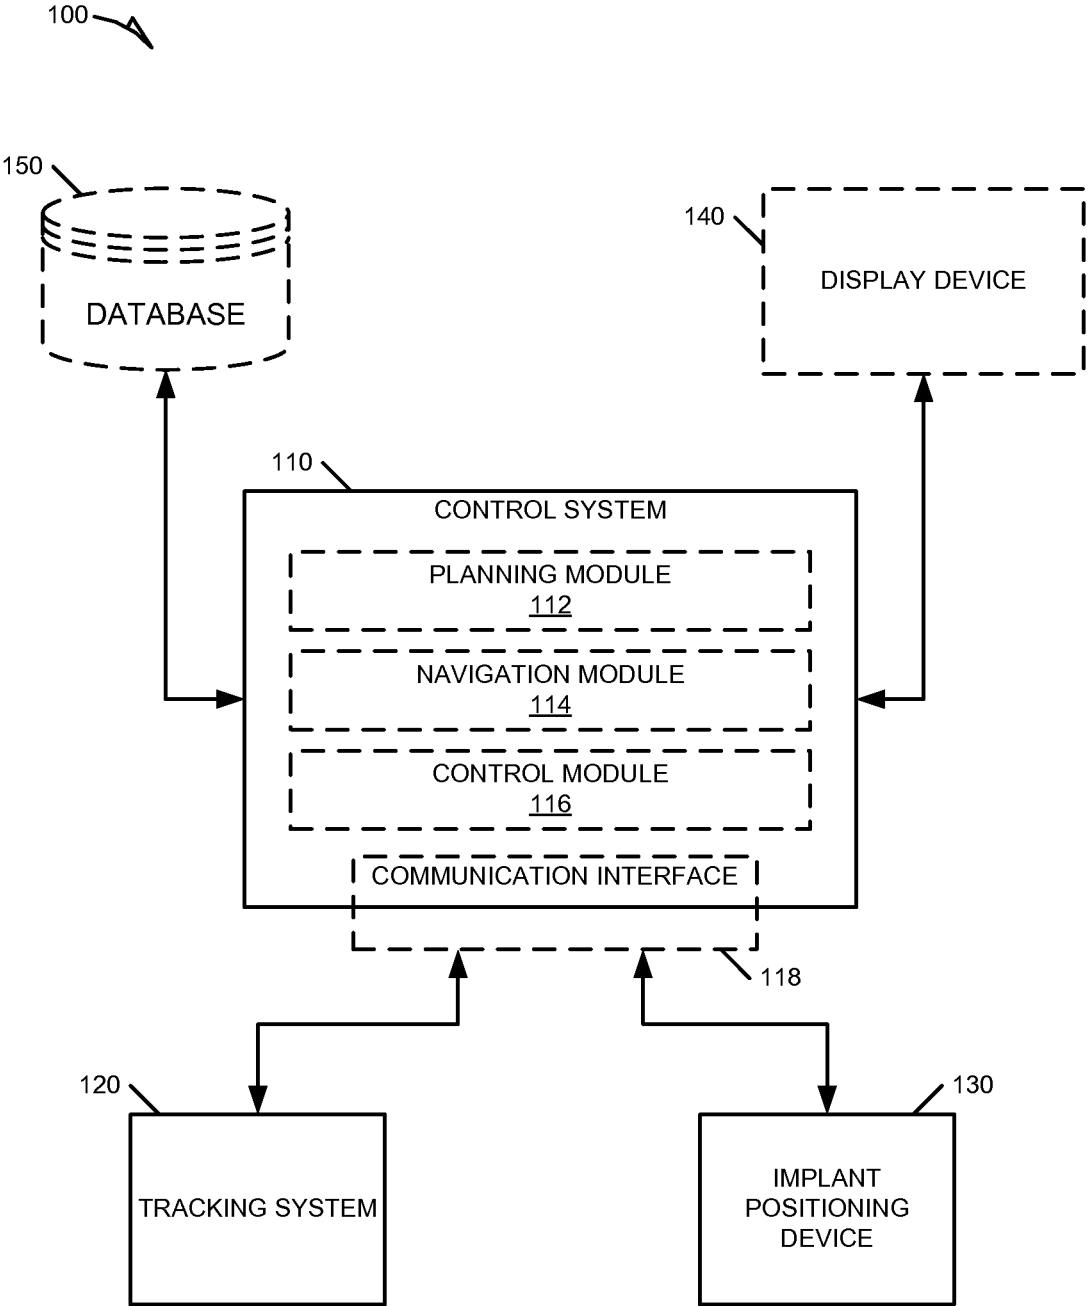 100
150
DATABASE
140
DISPLAY DEVICE
110
CONTROL SYSTEM
PLANNING MODULE
112
NAVIGATION MODULE
114
CONTROL MODULE
116
COMMUNICATION INTERFACE
118
120
TRACKING SYSTEM
130
IMPLANT
POSITIONING
DEVICE